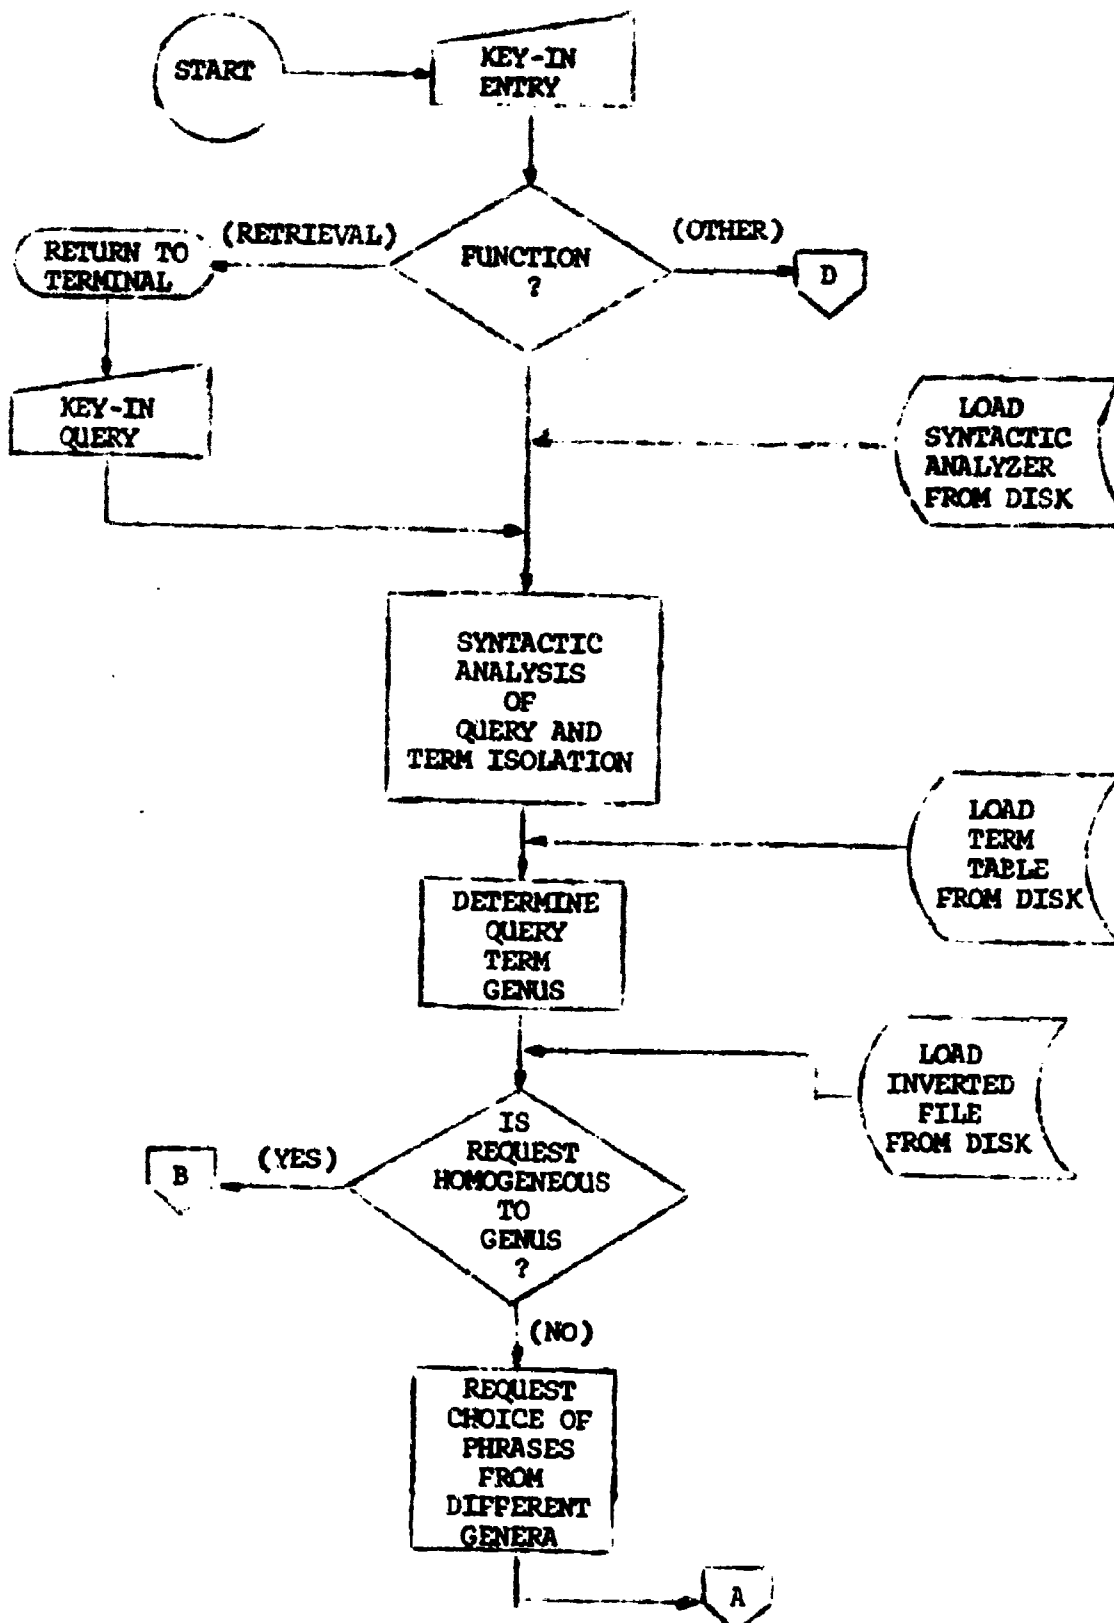 START
KEY-IN
ENTRY
(RETRIEVAL)
(OTHER)
RETURN TO
TERMINAL
FUNCTION
?
D
KEY-IN
QUERY
LOAD
SYNTACTIC
ANALYZER
FROM DISK
SYNTACTIC
ANALYSIS
OF
QUERY AND
TERM ISOLATION
LOAD
TERM
TABLE
FROM DISK
DETERMINE
QUERY
TERM
GENUS
LOAD
INVERTED
FILE
FROM DISK
IS
REQUEST
HOMOGENEOUS
TO
GENUS
?
(YES)
B
(NO)
REQUEST
CHOICE OF
PHRASES
FROM
DIFFERENT
GENERA
A